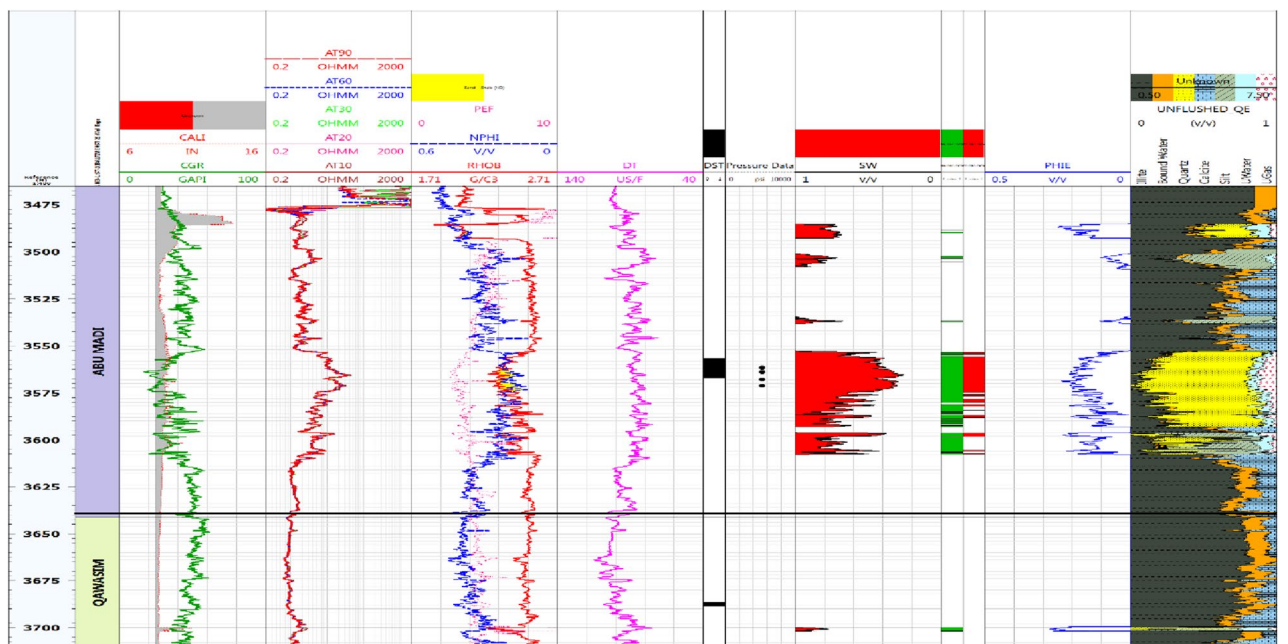 AT90
0.2 OHMM 2000
AT60
0.2 OHMM 2000
Unknown
0.50 7.50
PEF
AT30
0 10
UNFLUSHED QE
0.2 OHMM 2000
0 (v/v) 1
CALI
AT20
NPHI
6 IN 16
0.2 OHMM 2000
0.6 V/V 0
CGR
AT10
RHOB
DT
DST Pressure Data
SW
PHIE
0 GAPI 100
0.2 OHMM 2000
1.71 G/C3 2.71
140 US/F 40
1 v/v 0
0.5 v/v 0
Bound Water
Quartz
Calcite
Silt
3475
3500
3525
3550
3575
3600
3625
3650
3675
3700
ABU MADI
QAWASIM